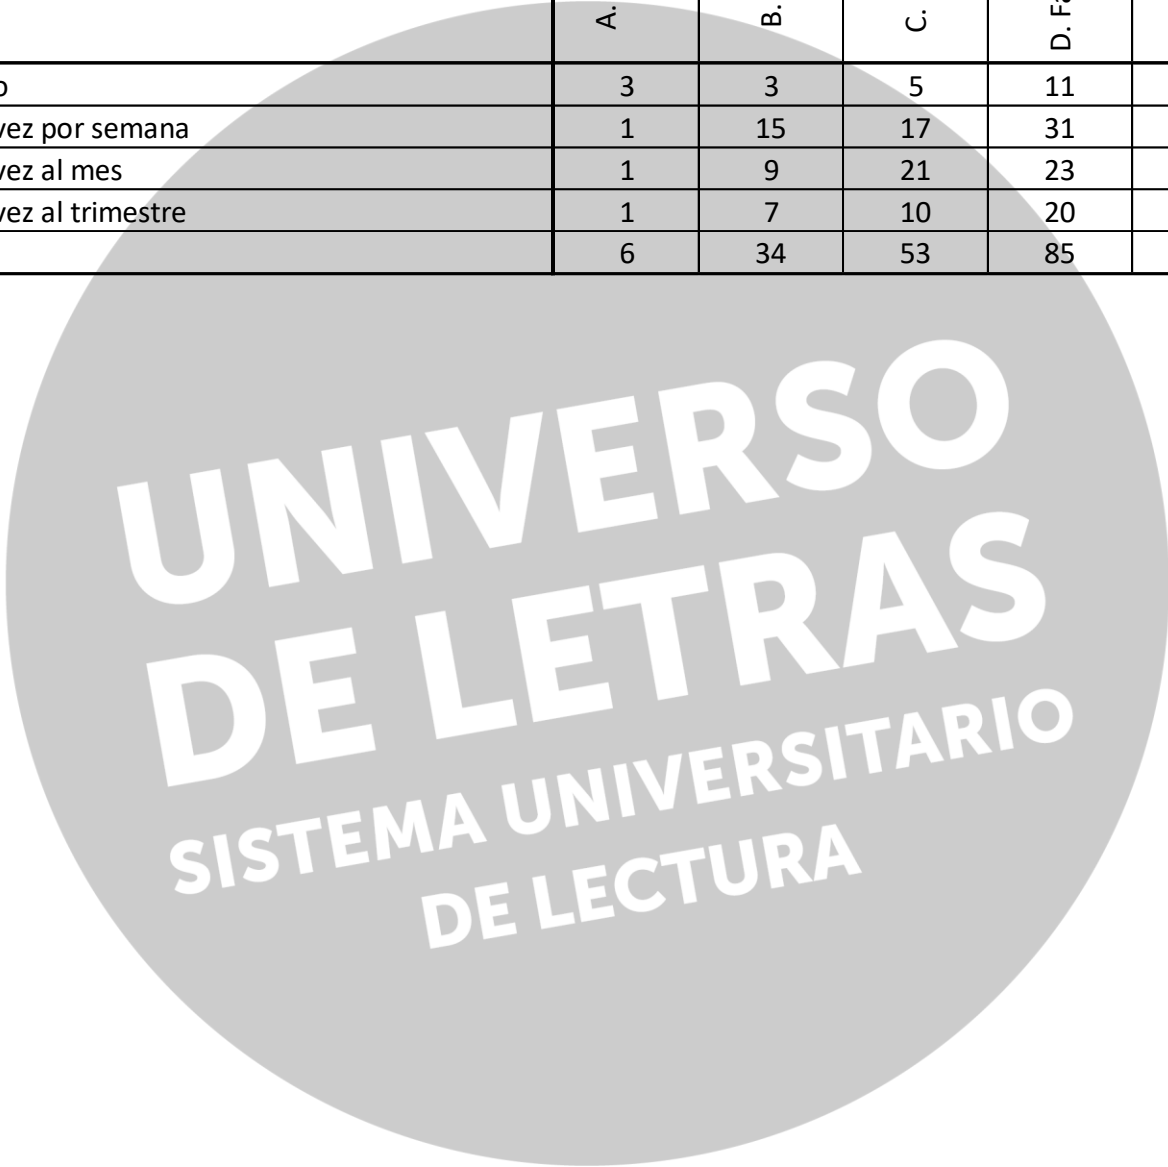 A. B. C. D. Fa
o 3 3 5 11
vez por semana 1 15 17 31
vez al mes 1 9 21 23
vez al trimestre 1 7 10 20
6 34 53 85
UNIVERSO
DE LETRAS
SISTEMA UNIVERSITARIO
DE LECTURA